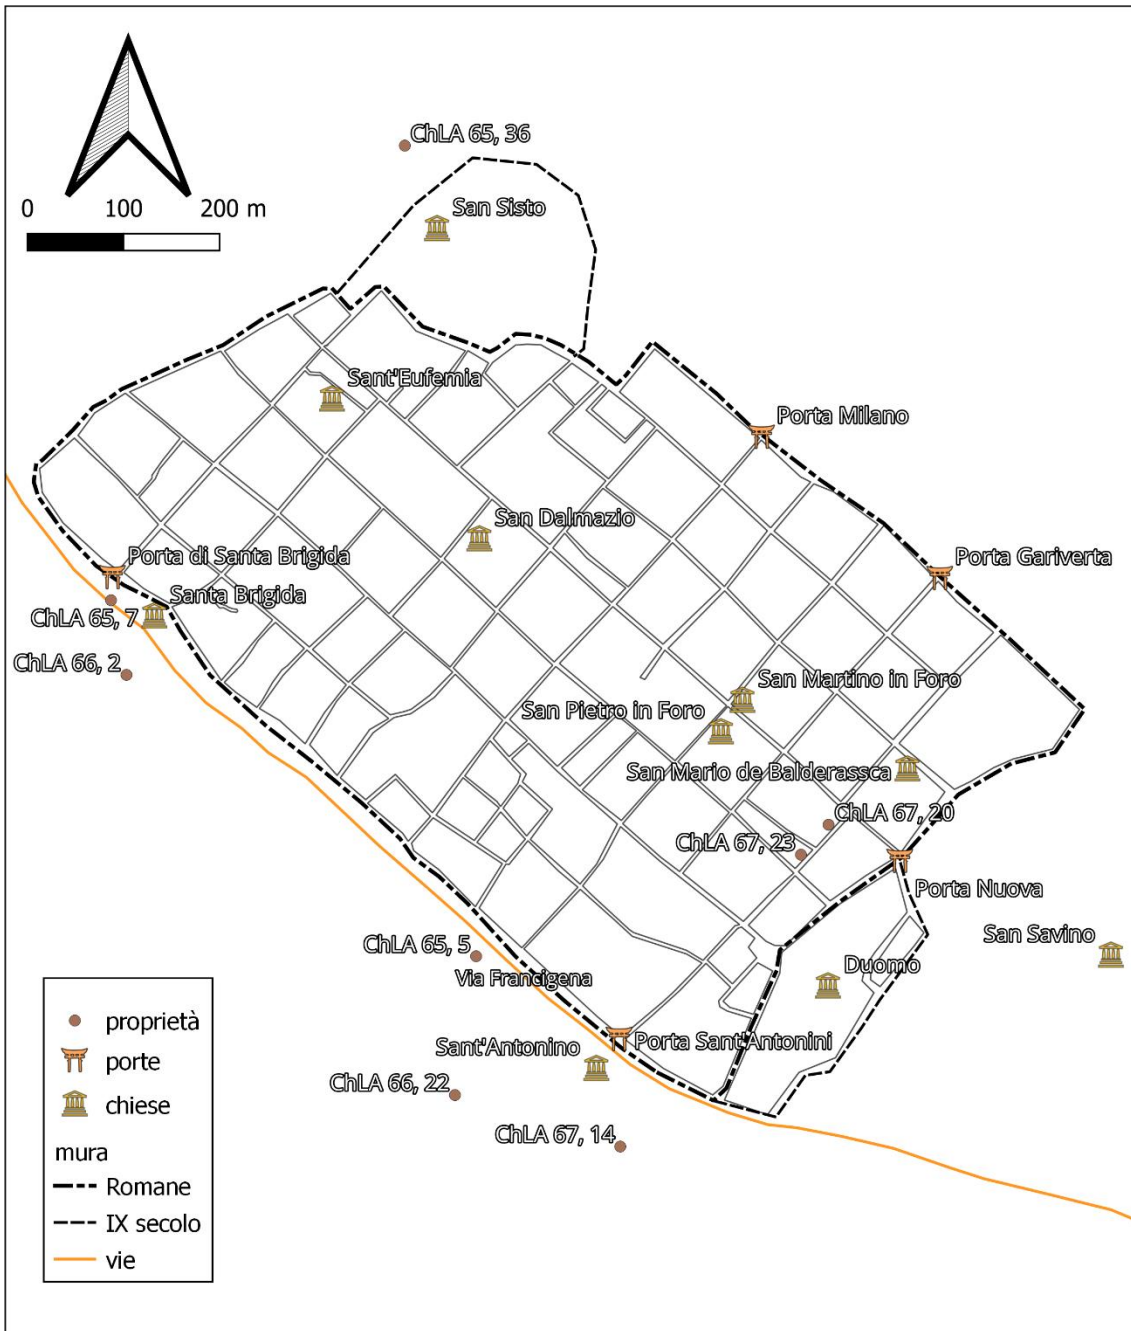 ChLA 65, 36
0 100 200 m
San Sisto
Sant'Eufemia
Porta Milano
San Dalmazio
Porta di Santa Brigida
Porta Gariverta
Santa Brigida
ChLA 65, 7
ChLA 66, 2
San Martino in Foro
San Pietro in Foro
San Mario de Balderassca
ChLA 67, 20
ChLA 67, 23
Porta Nuova
San Savino
ChLA 65, 5
Via Francigena
Duomo
Sant'Antonino
Porta Sant'Antonini
ChLA 66, 22
ChLA 67, 14
proprietà
porte
chiese
mura
Romane
IX secolo
vie